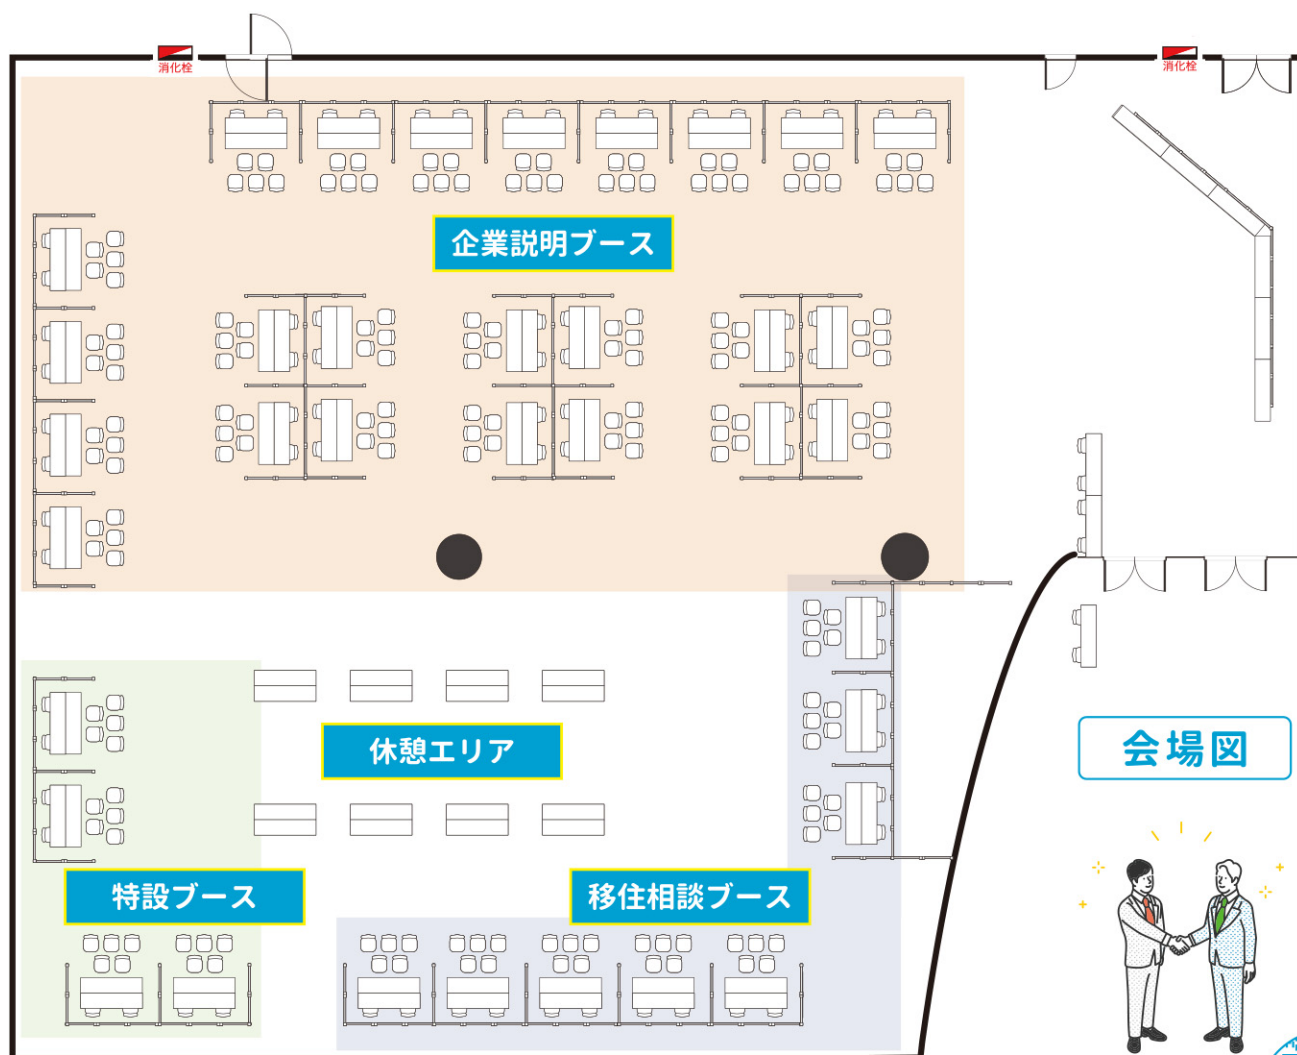 消化栓
消化栓
企業説明ブース
休憩エリア
会場図
特設ブース
移住相談ブース